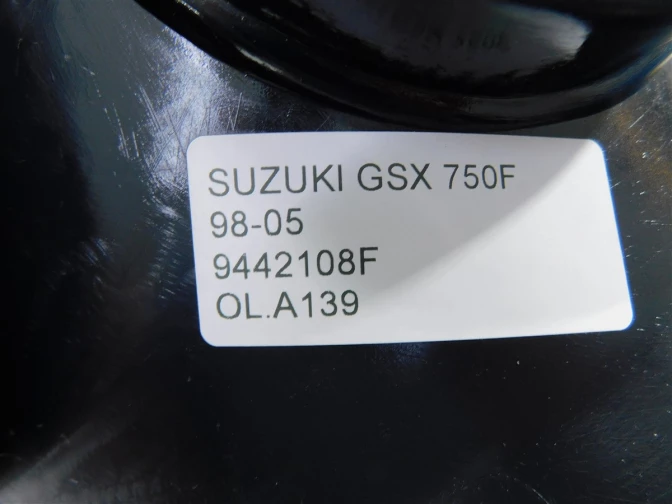 SUZUKI GSX 750F
98-05
9442108F
OL.A139